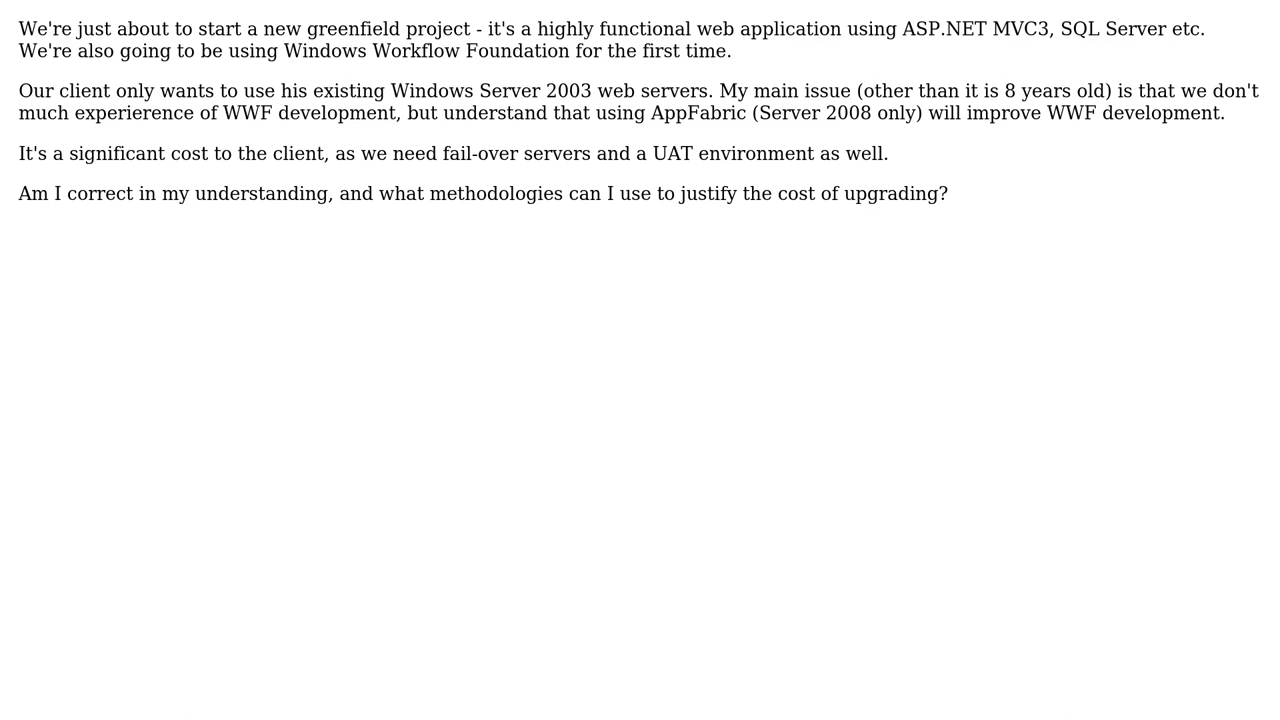 We're just about to start a new greenfield project - it's a highly functional web application using ASP.NET MVC3, SQL Server etc.
We're also going to be using Windows Workflow Foundation for the first time.
Our client only wants to use his existing Windows Server 2003 web servers. My main issue (other than it is 8 years old) is that we don't
much experierence of WWF development, but understand that using AppFabric (Server 2008 only) will improve WWF development.
It's a significant cost to the client, as we need fail-over servers and a UAT environment as well.
Am I correct in my understanding, and what methodologies can I use to justify the cost of upgrading?